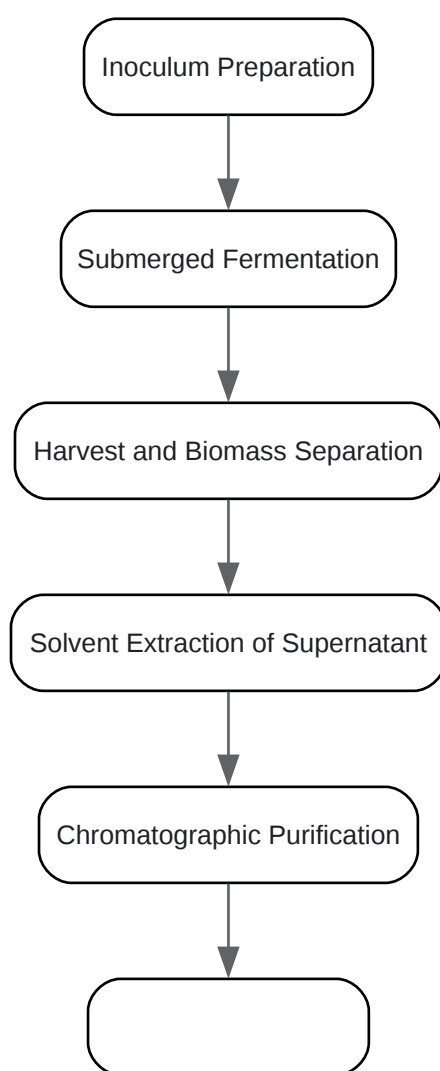 Inoculum Preparation
Submerged Fermentation
Harvest and Biomass Separation
Solvent Extraction of Supernatant
Chromatographic Purification